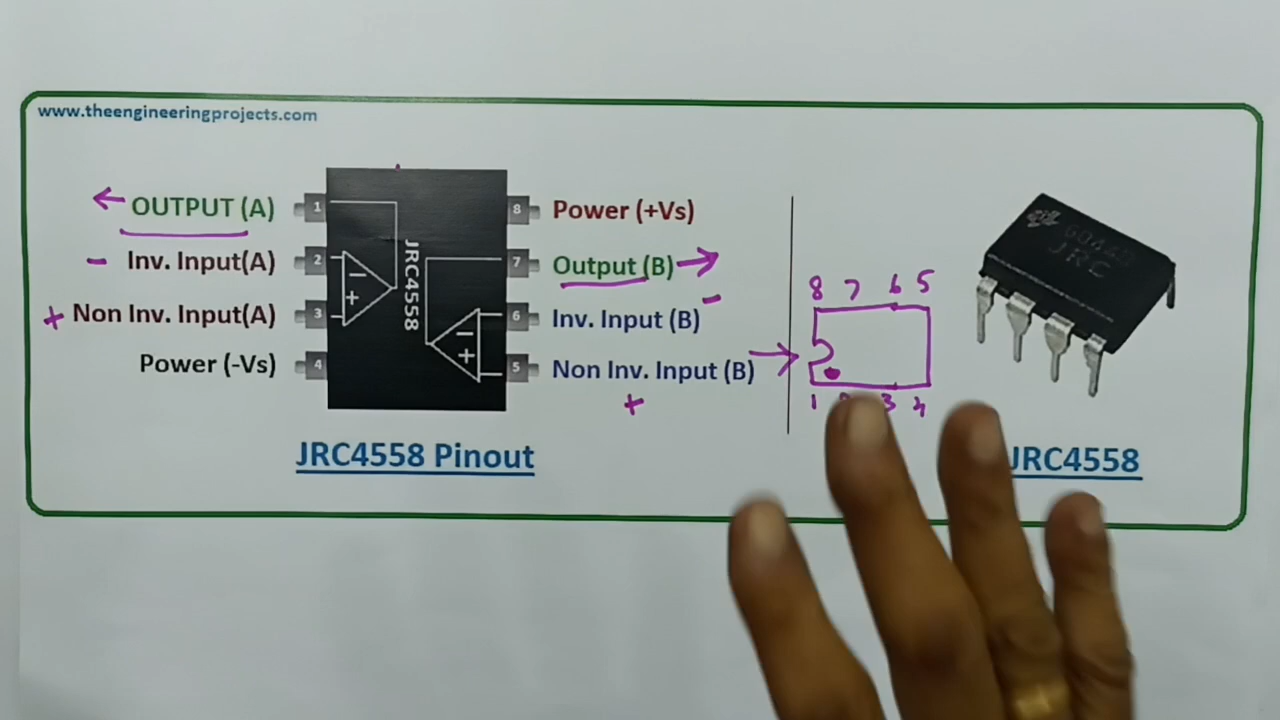 www.theengineeringprojects.com
← OUTPUT (A)
- Inv. Input(A)
+ Non Inv. Input(A)
Power (-Vs)
1
2
3
4
- +
JRC4558
- +
8
7
6
5
Power (+Vs)
Output (B) →
Inv. Input (B) -
Non Inv. Input (B)
+
→
8 7 6 5
1 3 4
JRC
JRC4558 Pinout
JRC4558